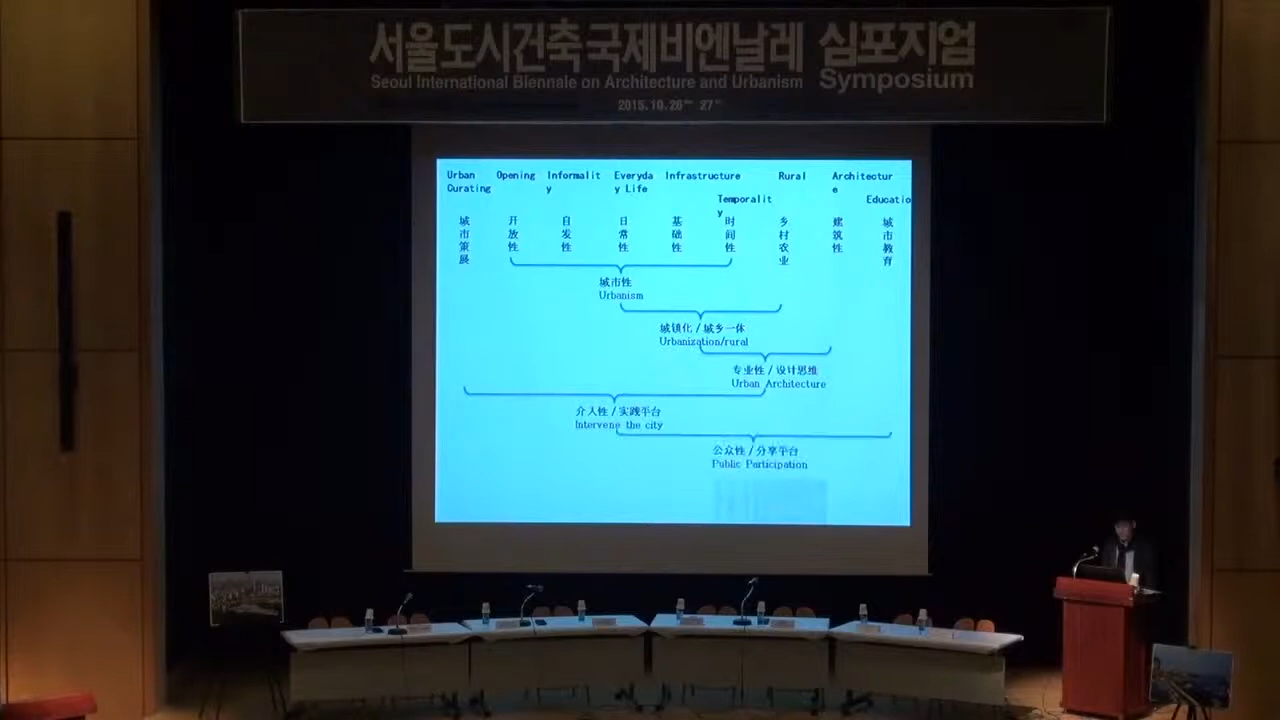 서울도시건축국제비엔날레 심포지엄
Seoul International Biennale on Architecture and Urbanism Symposium
2015.10.26 27
Urban Curating
Opening
Informality
Everyday Life
Infrastructure
Temporality
Rural
Architecture
Educatio
城市策展
开放性
自发性
日常性
基础性
时间性
乡村农业
建筑性
城市教育
城市性
Urbanism
城镇化/城乡一体
Urbanization/rural
专业性/设计思维
Urban Architecture
介入性/实践平台
Intervene the city
公众性/分享平台
Public Participation